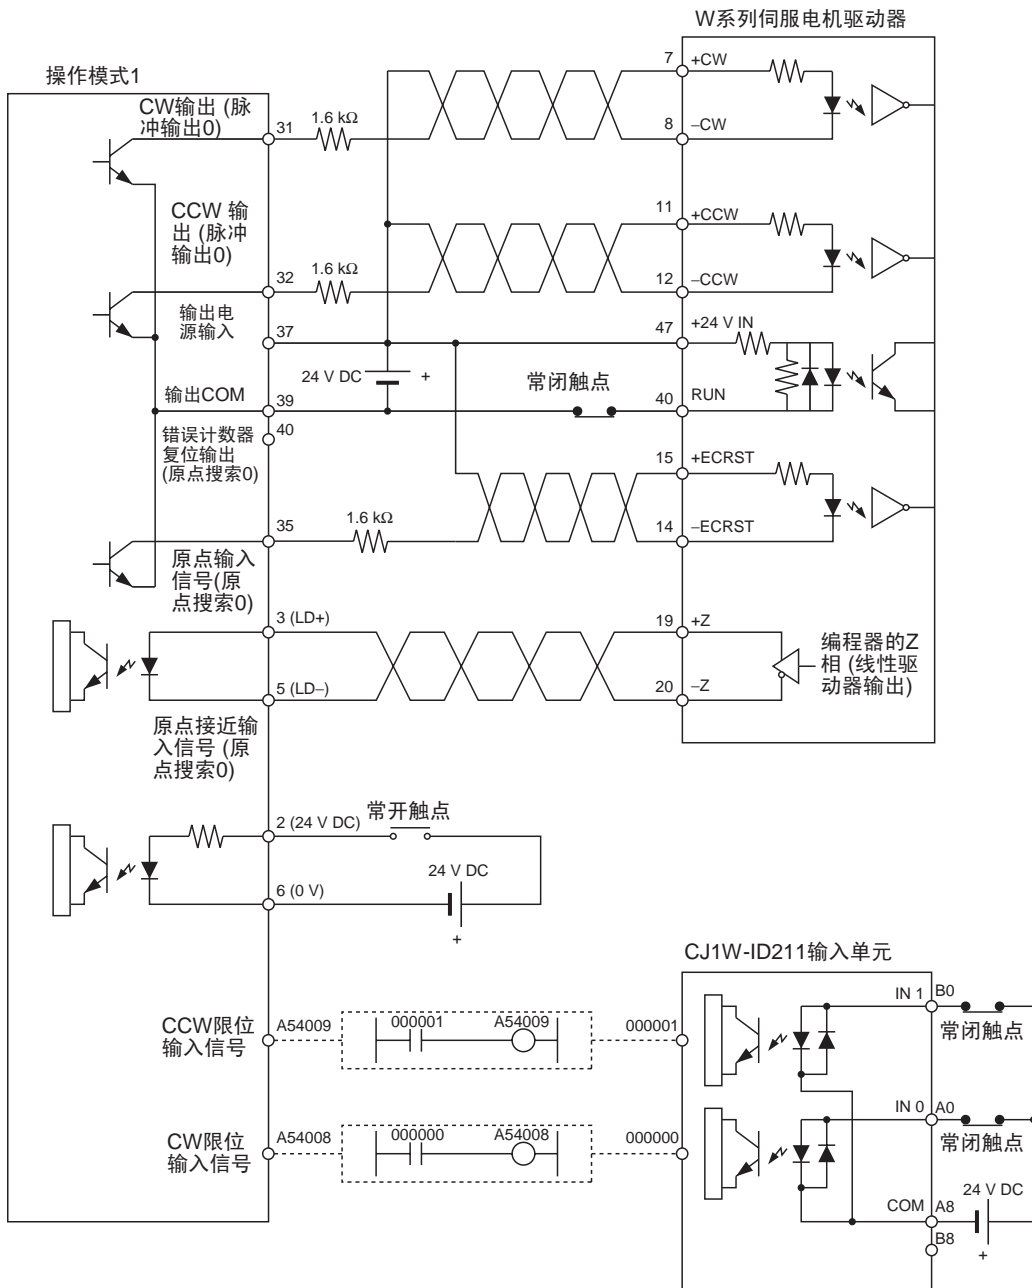 W系列伺服电机驱动器
操作模式1
7
+CW
CW输出 (脉
冲输出0)
31
1.6 kΩ
8
–CW
CCW 输
出 (脉冲
输出0)
11
+CCW
32
1.6 kΩ
12
–CCW
输出电
源输入
37
47
+24 V IN
24 V DC
+
常闭触点
输出COM
39
40
RUN
错误计数器
复位输出
(原点搜索0)
40
15
+ECRST
35
1.6 kΩ
14
–ECRST
原点输入
信号(原
点搜索0)
3 (LD+)
19
+Z
编程器的Z
相 (线性驱
动器输出)
5 (LD–)
20
–Z
原点接近输
入信号 (原
点搜索0)
2 (24 V DC)
常开触点
24 V DC
6 (0 V)
+
CJ1W-ID211输入单元
IN 1
B0
常闭触点
CCW限位
输入信号
A54009
000001
A54009
000001
IN 0
A0
常闭触点
CW限位
输入信号
A54008
000000
A54008
000000
COM
A8
24 V DC
B8
+